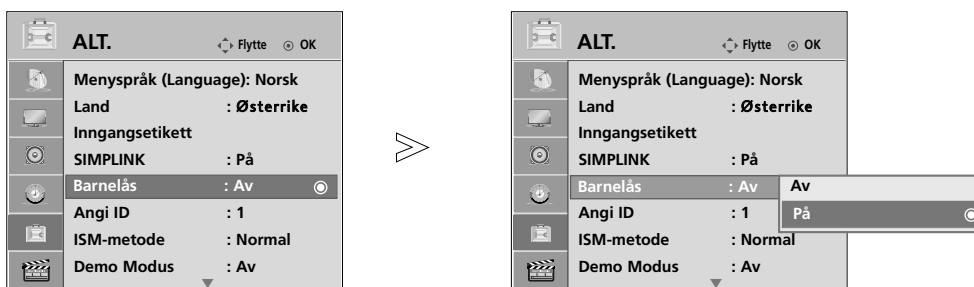 ALT. Flytte OK
Menyspråk (Language): Norsk
Land : Østerrike
Inngangsetikett
SIMPLINK : På
Barnelås : Av
Angi ID : 1
ISM-metode : Normal
Demo Modus : Av
ALT. Flytte OK
Menyspråk (Language): Norsk
Land : Østerrike
Inngangsetikett
SIMPLINK : På
Barnelås : Av
Angi ID : 1
ISM-metode : Normal
Demo Modus : Av
Av
På